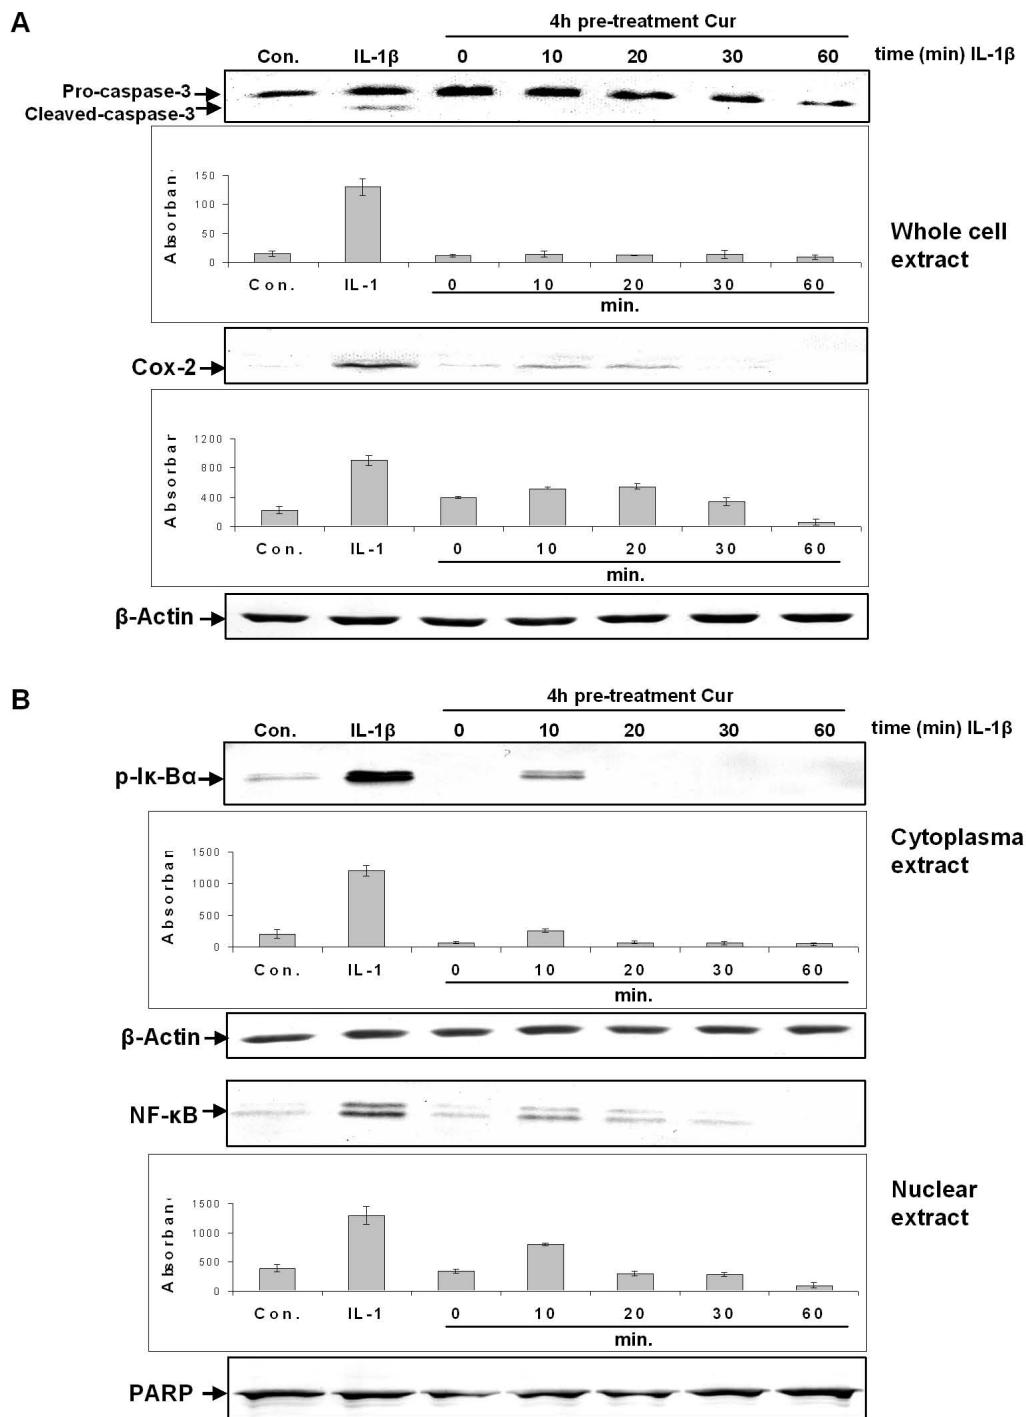 A
4h pre-treatment Cur
Con. IL-1β 0 10 20 30 60 time (min) IL-1β
Pro-caspase-3
Cleaved-caspase-3
150
100
50
0
Absorban
Con. IL-1 0 10 20 30 60
min.
Whole cell
extract
Cox-2
1200
800
400
0
Absorbar
Con. IL-1 0 10 20 30 60
min.
β-Actin
B
4h pre-treatment Cur
Con. IL-1β 0 10 20 30 60 time (min) IL-1β
p-Iκ-Bα
Cytoplasma
extract
1500
1000
500
0
Absorban
Con. IL-1 0 10 20 30 60
min.
β-Actin
NF-κB
Nuclear
extract
1500
1000
500
0
Absorban
Con. IL-1 0 10 20 30 60
min.
PARP